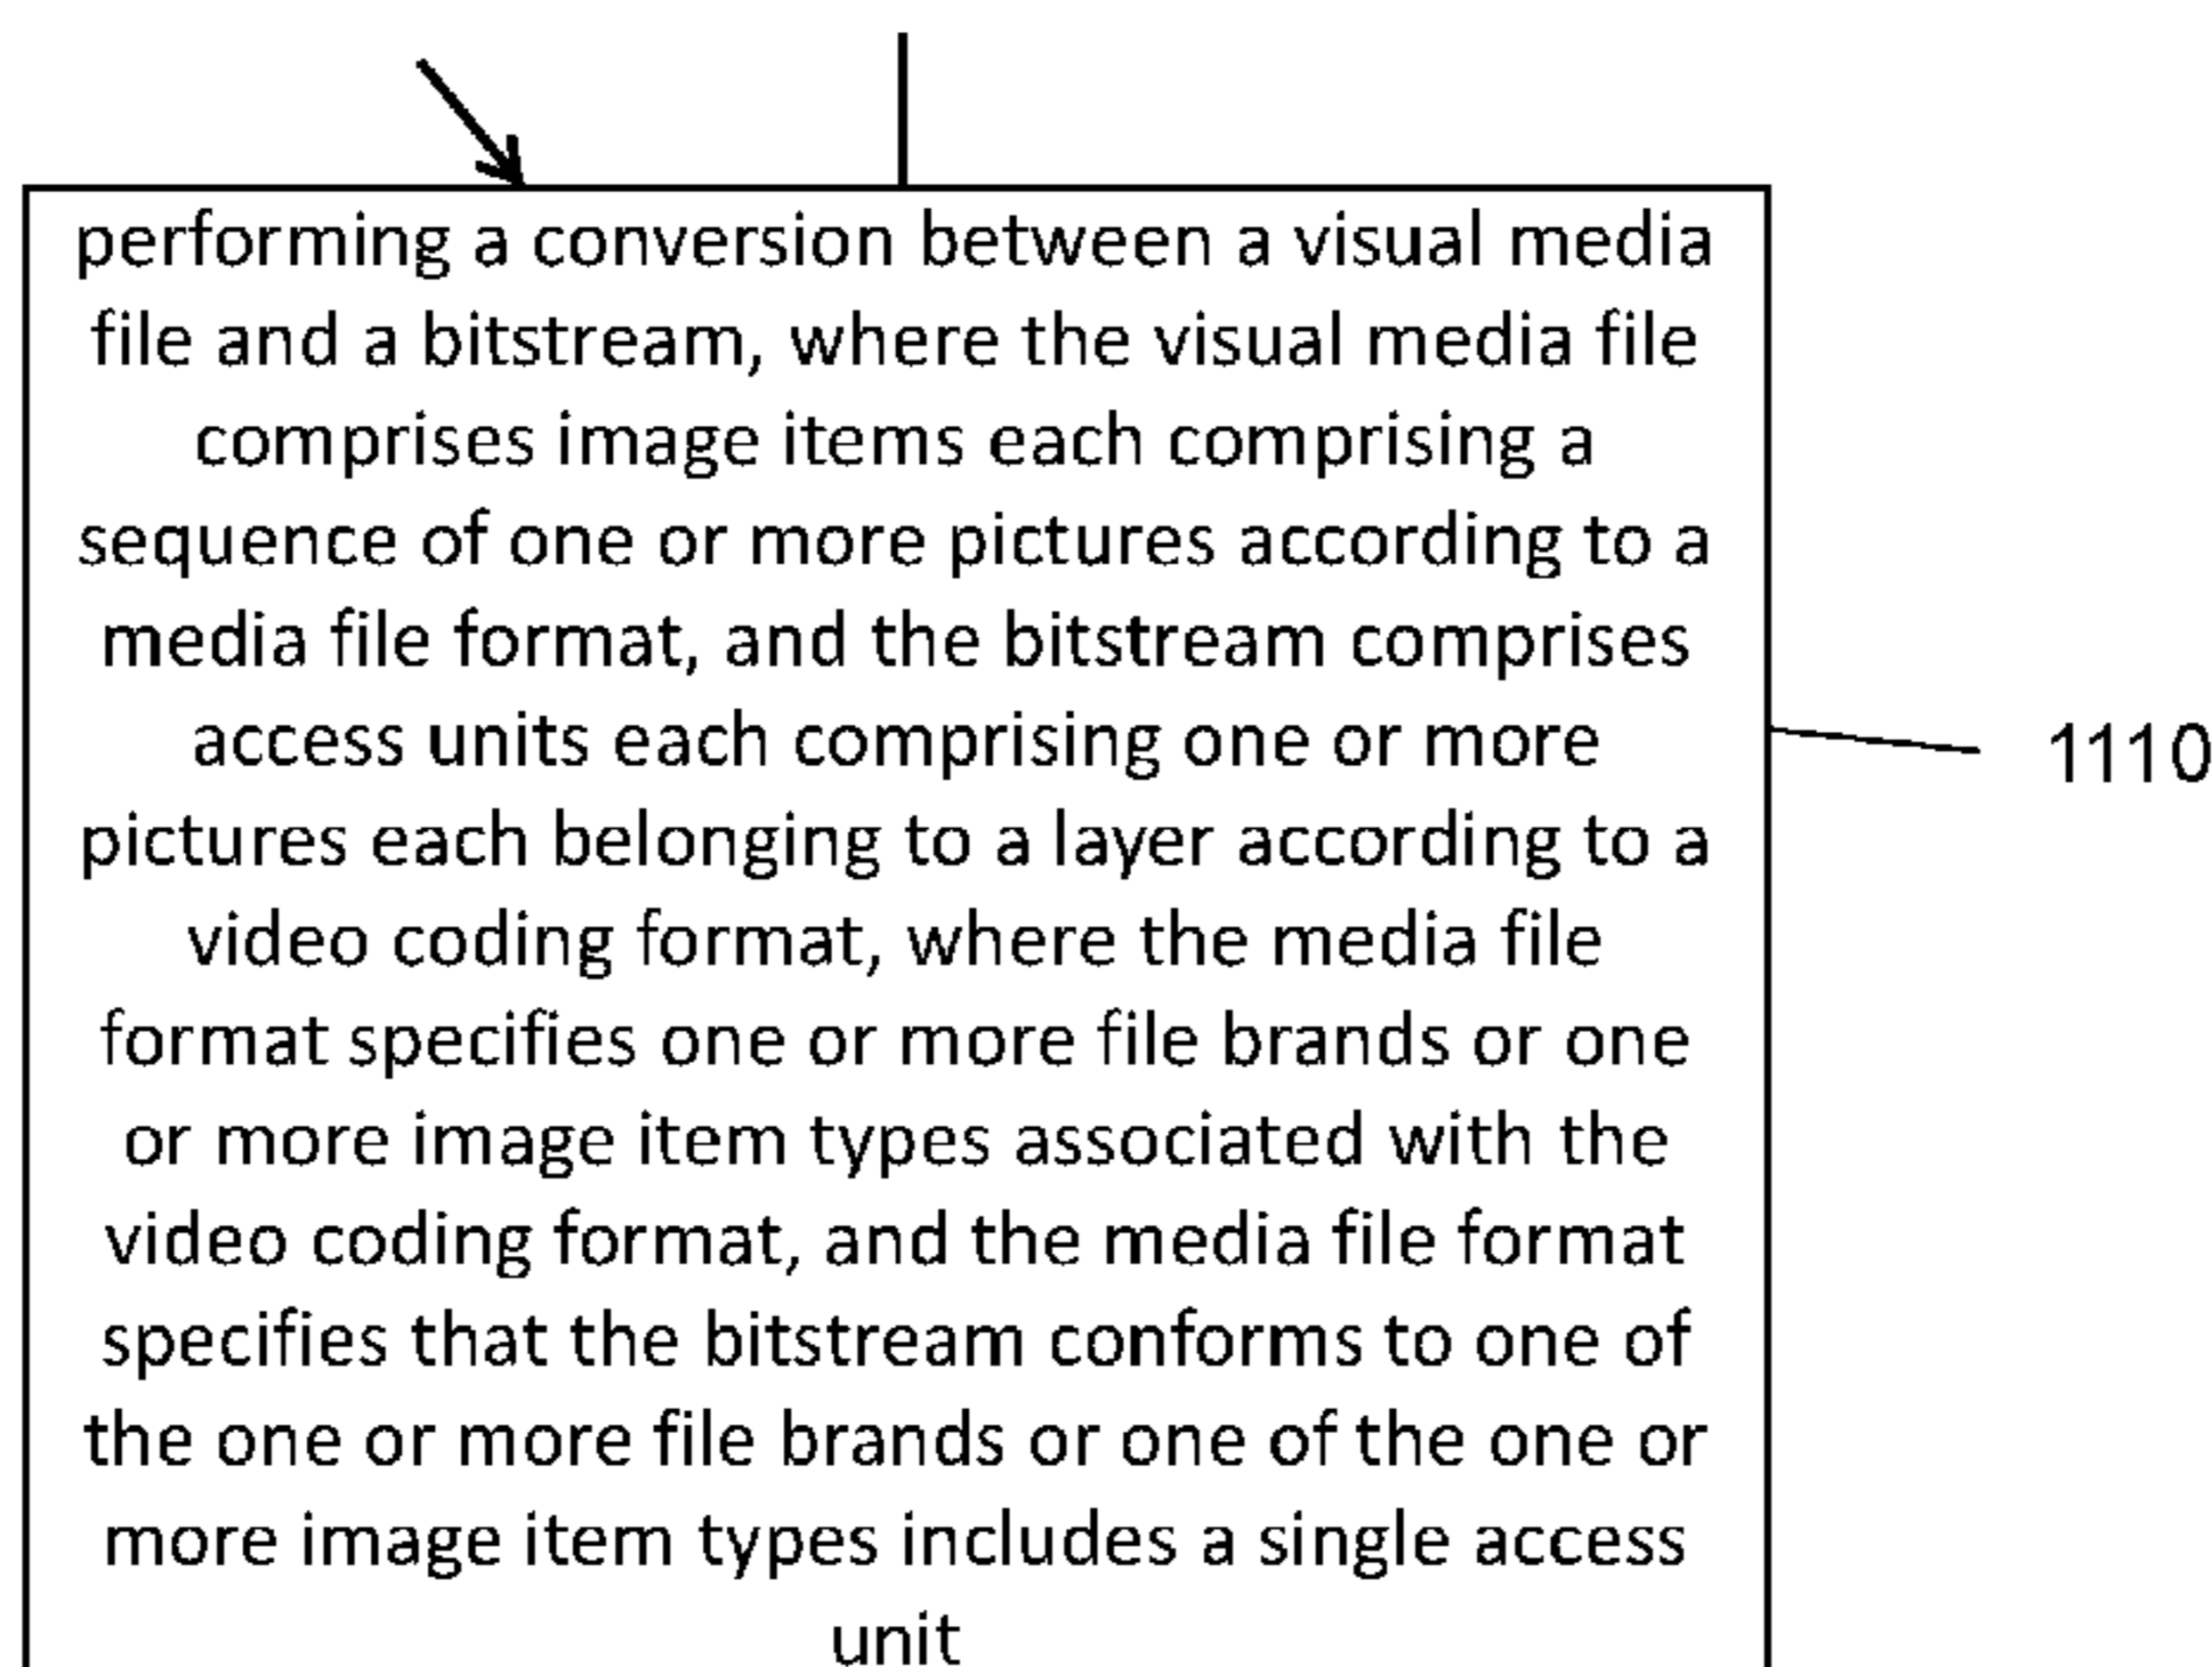 performing a conversion between a visual media
file and a bitstream, where the visual media file
comprises image items each comprising a
sequence of one or more pictures according to a
media file format, and the bitstream comprises
access units each comprising one or more
pictures each belonging to a layer according to a
video coding format, where the media file
format specifies one or more file brands or one
or more image item types associated with the
video coding format, and the media file format
specifies that the bitstream conforms to one of
the one or more file brands or one of the one or
more image item types includes a single access
unit
1110